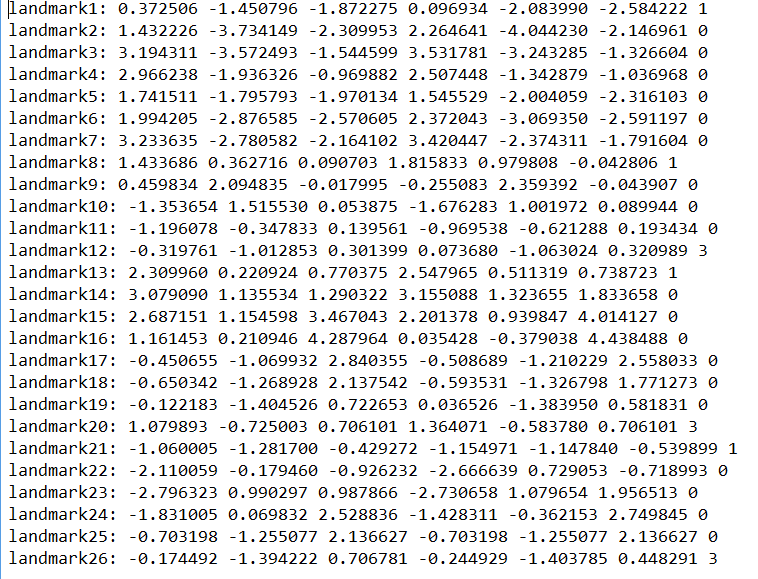 landmark1: 0.372506 -1.450796 -1.872275 0.096934 -2.083990 -2.584222 1
landmark2: 1.432226 -3.734149 -2.309953 2.264641 -4.044230 -2.146961 0
landmark3: 3.194311 -3.572493 -1.544599 3.531781 -3.243285 -1.326604 0
landmark4: 2.966238 -1.936326 -0.969882 2.507448 -1.342879 -1.036968 0
landmark5: 1.741511 -1.795793 -1.970134 1.545529 -2.004059 -2.316103 0
landmark6: 1.994205 -2.876585 -2.570605 2.372043 -3.069350 -2.591197 0
landmark7: 3.233635 -2.780582 -2.164102 3.420447 -2.374311 -1.791604 0
landmark8: 1.433686 0.362716 0.090703 1.815833 0.979808 -0.042806 1
landmark9: 0.459834 2.094835 -0.017995 -0.255083 2.359392 -0.043907 0
landmark10: -1.353654 1.515530 0.053875 -1.676283 1.001972 0.089944 0
landmark11: -1.196078 -0.347833 0.139561 -0.969538 -0.621288 0.193434 0
landmark12: -0.319761 -1.012853 0.301399 0.073680 -1.063024 0.320989 3
landmark13: 2.309960 0.220924 0.770375 2.547965 0.511319 0.738723 1
landmark14: 3.079090 1.135534 1.290322 3.155088 1.323655 1.833658 0
landmark15: 2.687151 1.154598 3.467043 2.201378 0.939847 4.014127 0
landmark16: 1.161453 0.210946 4.287964 0.035428 -0.379038 4.438488 0
landmark17: -0.450655 -1.069932 2.840355 -0.508689 -1.210229 2.558033 0
landmark18: -0.650342 -1.268928 2.137542 -0.593531 -1.326798 1.771273 0
landmark19: -0.122183 -1.404526 0.722653 0.036526 -1.383950 0.581831 0
landmark20: 1.079893 -0.725003 0.706101 1.364071 -0.583780 0.706101 3
landmark21: -1.060005 -1.281700 -0.429272 -1.154971 -1.147840 -0.539899 1
landmark22: -2.110059 -0.179460 -0.926232 -2.666639 0.729053 -0.718993 0
landmark23: -2.796323 0.990297 0.987866 -2.730658 1.079654 1.956513 0
landmark24: -1.831005 0.069832 2.528836 -1.428311 -0.362153 2.749845 0
landmark25: -0.703198 -1.255077 2.136627 -0.703198 -1.255077 2.136627 0
landmark26: -0.174492 -1.394222 0.706781 -0.244929 -1.403785 0.448291 3